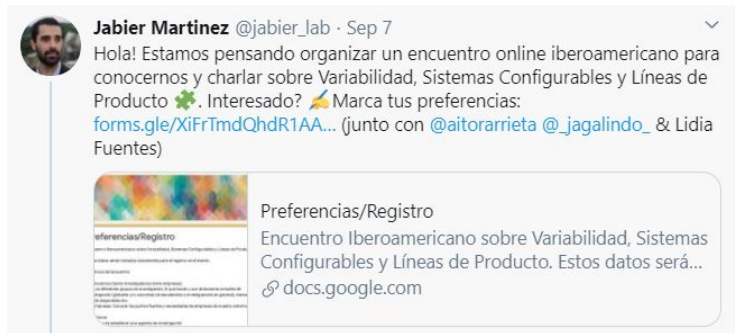 Jabier Martinez @jabier_lab · Sep 7
Hola! Estamos pensando organizar un encuentro online iberoamericano para
conocernos y charlar sobre Variabilidad, Sistemas Configurables y Líneas de
Producto 🧩. Interesado? ✍️Marca tus preferencias:
forms.gle/XiFrTmdQhdR1AA... (junto con @aitorarrieta @_jagalindo_ & Lidia
Fuentes)
Preferencias/Registro
Preferencias/Registro
Encuentro Iberoamericano sobre Variabilidad, Sistemas
Configurables y Líneas de Producto. Estos datos será...
docs.google.com